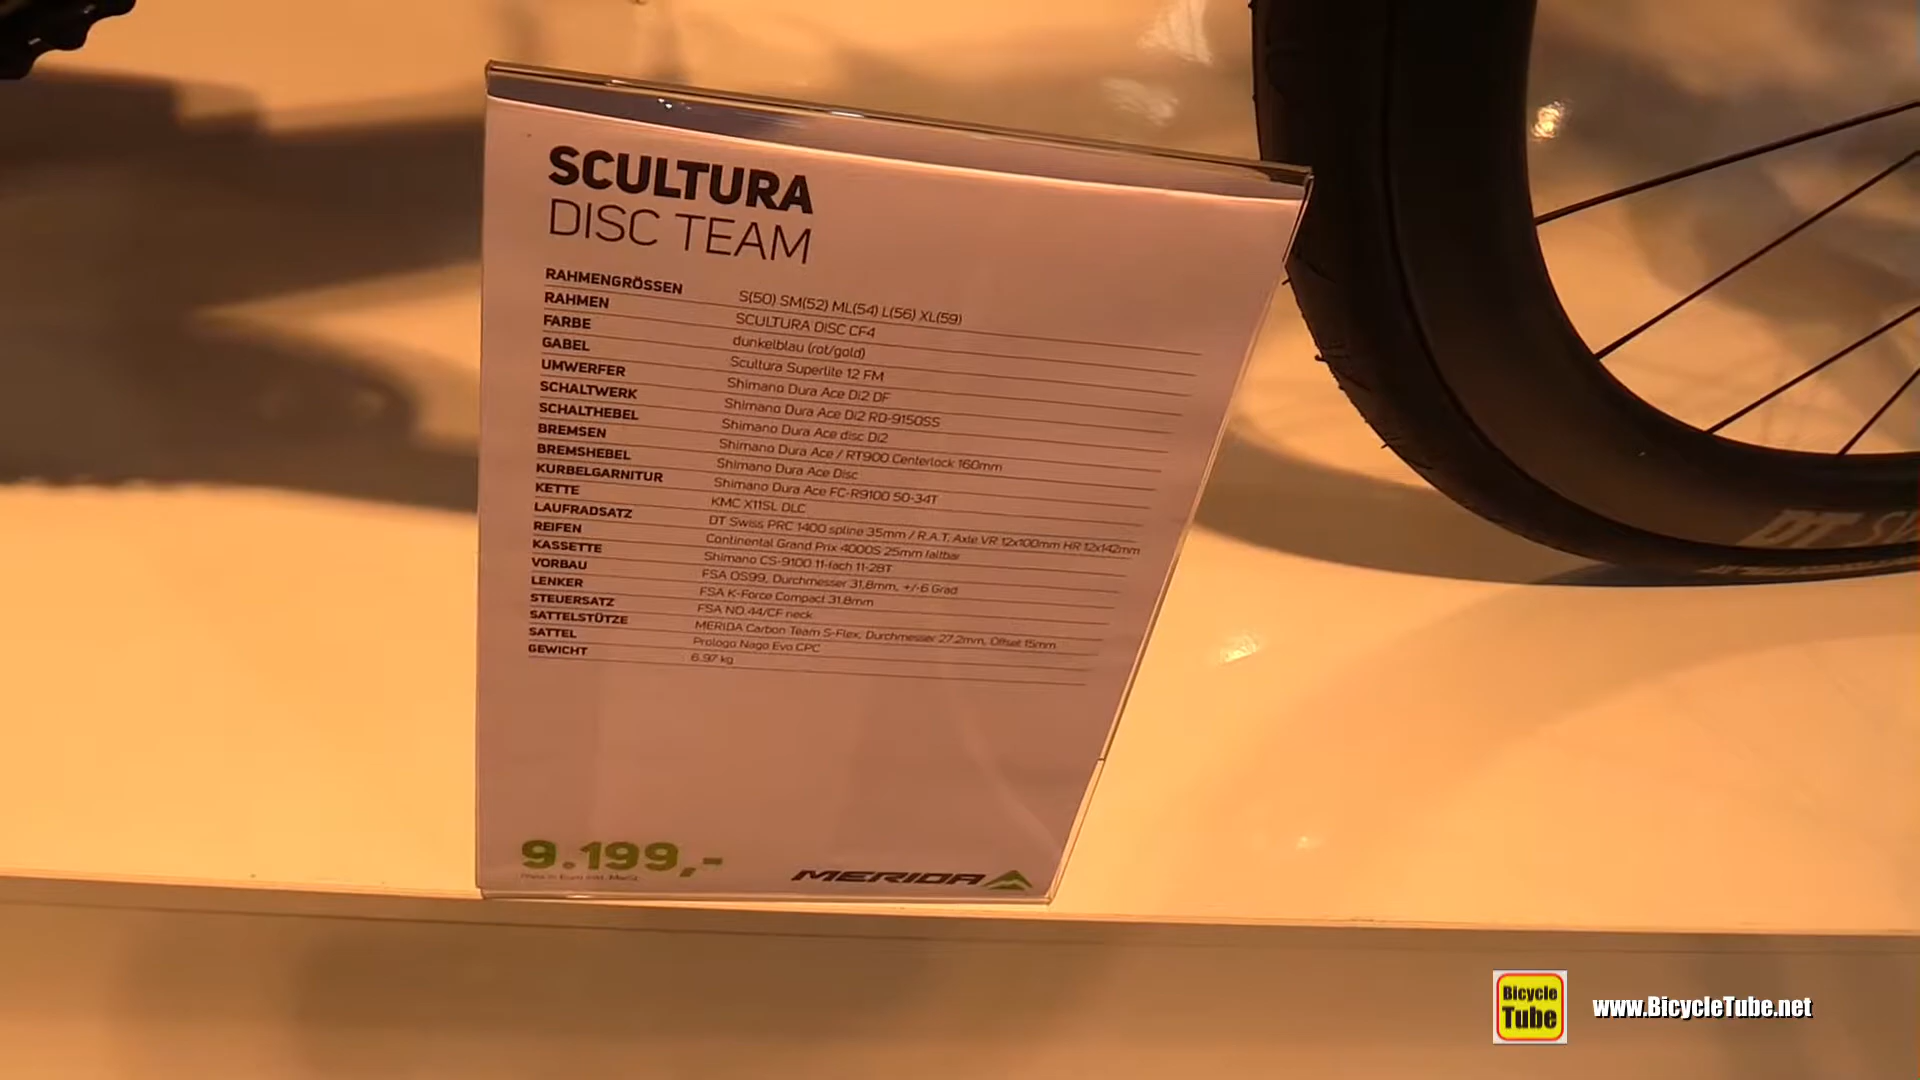 SCULTURA
DISC TEAM
RAHMENGRÖSSEN S(50) SM(52) ML(54) L(56) XL(59)
RAHMEN SCULTURA DISC CF4
FARBE dunkelblau (rot/gold)
GABEL Scultura Superlite 12 FM
UMWERFER Shimano Dura Ace Di2 DF
SCHALTWERK Shimano Dura Ace Di2 RD-9150SS
SCHALTHEBEL Shimano Dura Ace disc Di2
BREMSEN Shimano Dura Ace / RT900 Centerlock 160mm
BREMSHEBEL Shimano Dura Ace Disc
KURBELGARNITUR Shimano Dura Ace FC-R9100 50-34T
KETTE KMC X11SL DLC
LAUFRADSATZ DT Swiss PRC 1400 spline 35mm / R.A.T. Axle VR 12x100mm HR 12x142mm
REIFEN Continental Grand Prix 4000S 25mm faltbar
KASSETTE Shimano CS-9100 11-fach 11-28T
VORBAU FSA OS99, Durchmesser 31,8mm, +/-6 Grad
LENKER FSA K-Force Compact 31.8mm
STEUERSATZ FSA NO.44/CF neck
SATTELSTÜTZE MERIDA Carbon Team S-Flex, Durchmesser 27.2mm, Offset 15mm
SATTEL Prologo Nago Evo CPC
GEWICHT 6.97 kg
9.199,-
MERIDA
DT
Bicycle
Tube
www.BicycleTube.net